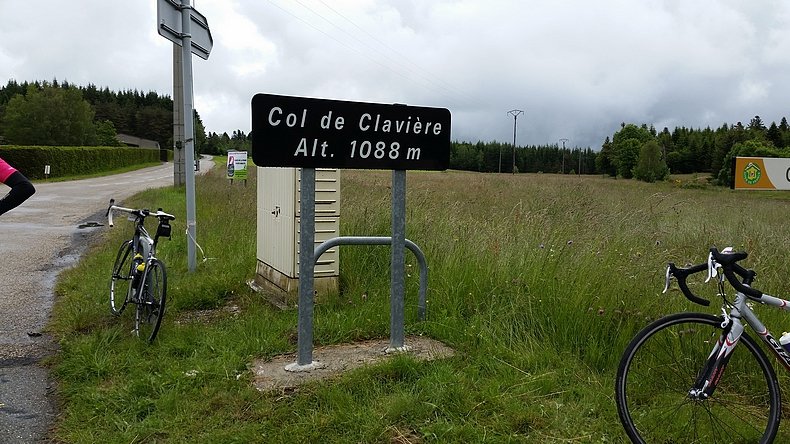 Col de Clavière
Alt. 1088 m